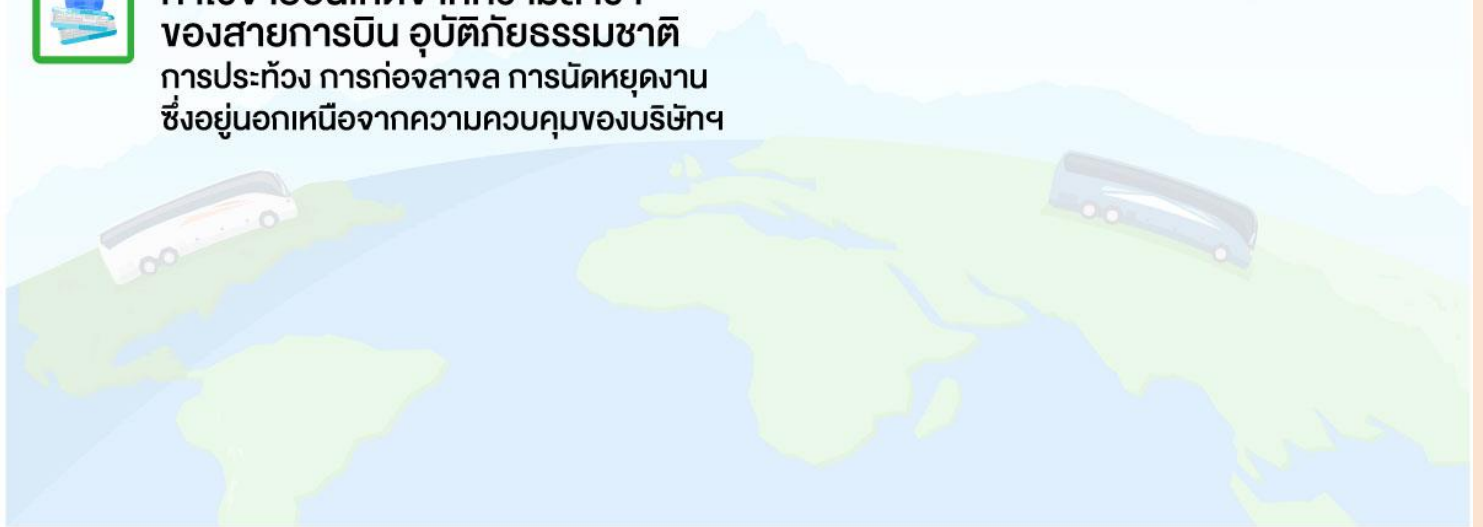 ของสายการบิน อุบัติภัยธรรมชาติ
การประท้วง การก่อจลาจล การนัดหยุดงาน
ซึ่งอยู่นอกเหนือจากความควบคุมของบริษัทฯ